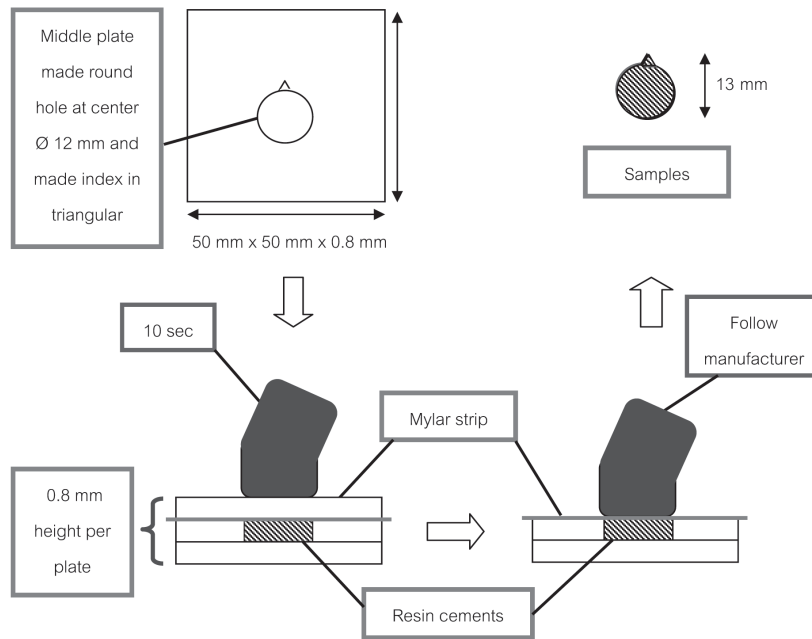 Middle plate
made round
hole at center
Ø 12 mm and
made index in
triangular
50 mm x 50 mm x 0.8 mm
13 mm
Samples
10 sec
Follow
manufacturer
Mylar strip
0.8 mm
height per
plate
Resin cements